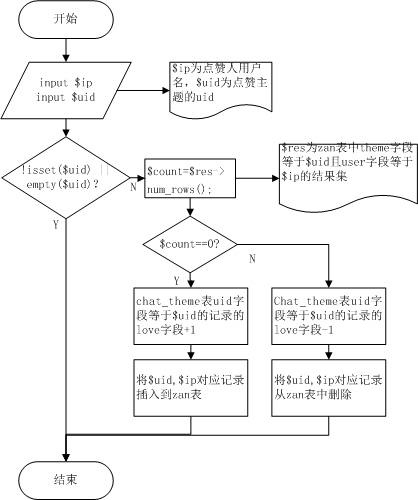 开始
input $ip
input $uid
$ip为点赞人用户
名，$uid为点赞主
题的uid
!isset($uid) ||
empty($uid)?
N
Y
$count=$res->
num_rows();
$res为zan表中theme字段
等于$uid且user字段等于
$ip的结果集
$count==0?
Y
N
chat_theme表uid字
段等于$uid的记录的
love字段+1
Chat_theme表uid字
段等于$uid的记录的
love字段-1
将$uid,$ip对应记录
插入到zan表
将$uid,$ip对应记录
从zan表中删除
结束